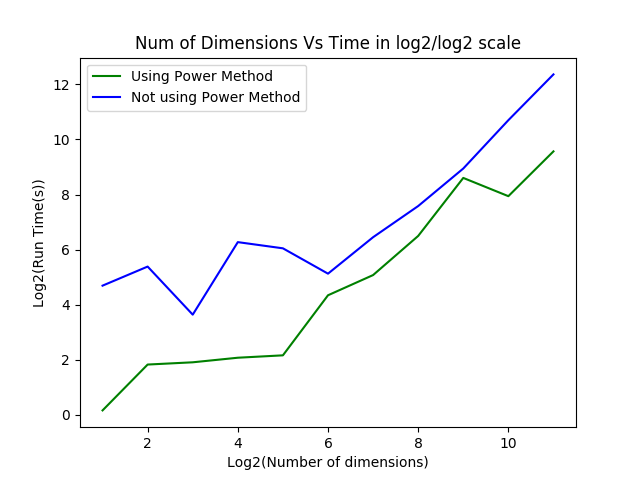 Num of Dimensions Vs Time in log2/log2 scale
Using Power Method
Not using Power Method
12
10
8
6
4
2
0
Log2(Run Time(s))
2
4
6
8
10
Log2(Number of dimensions)